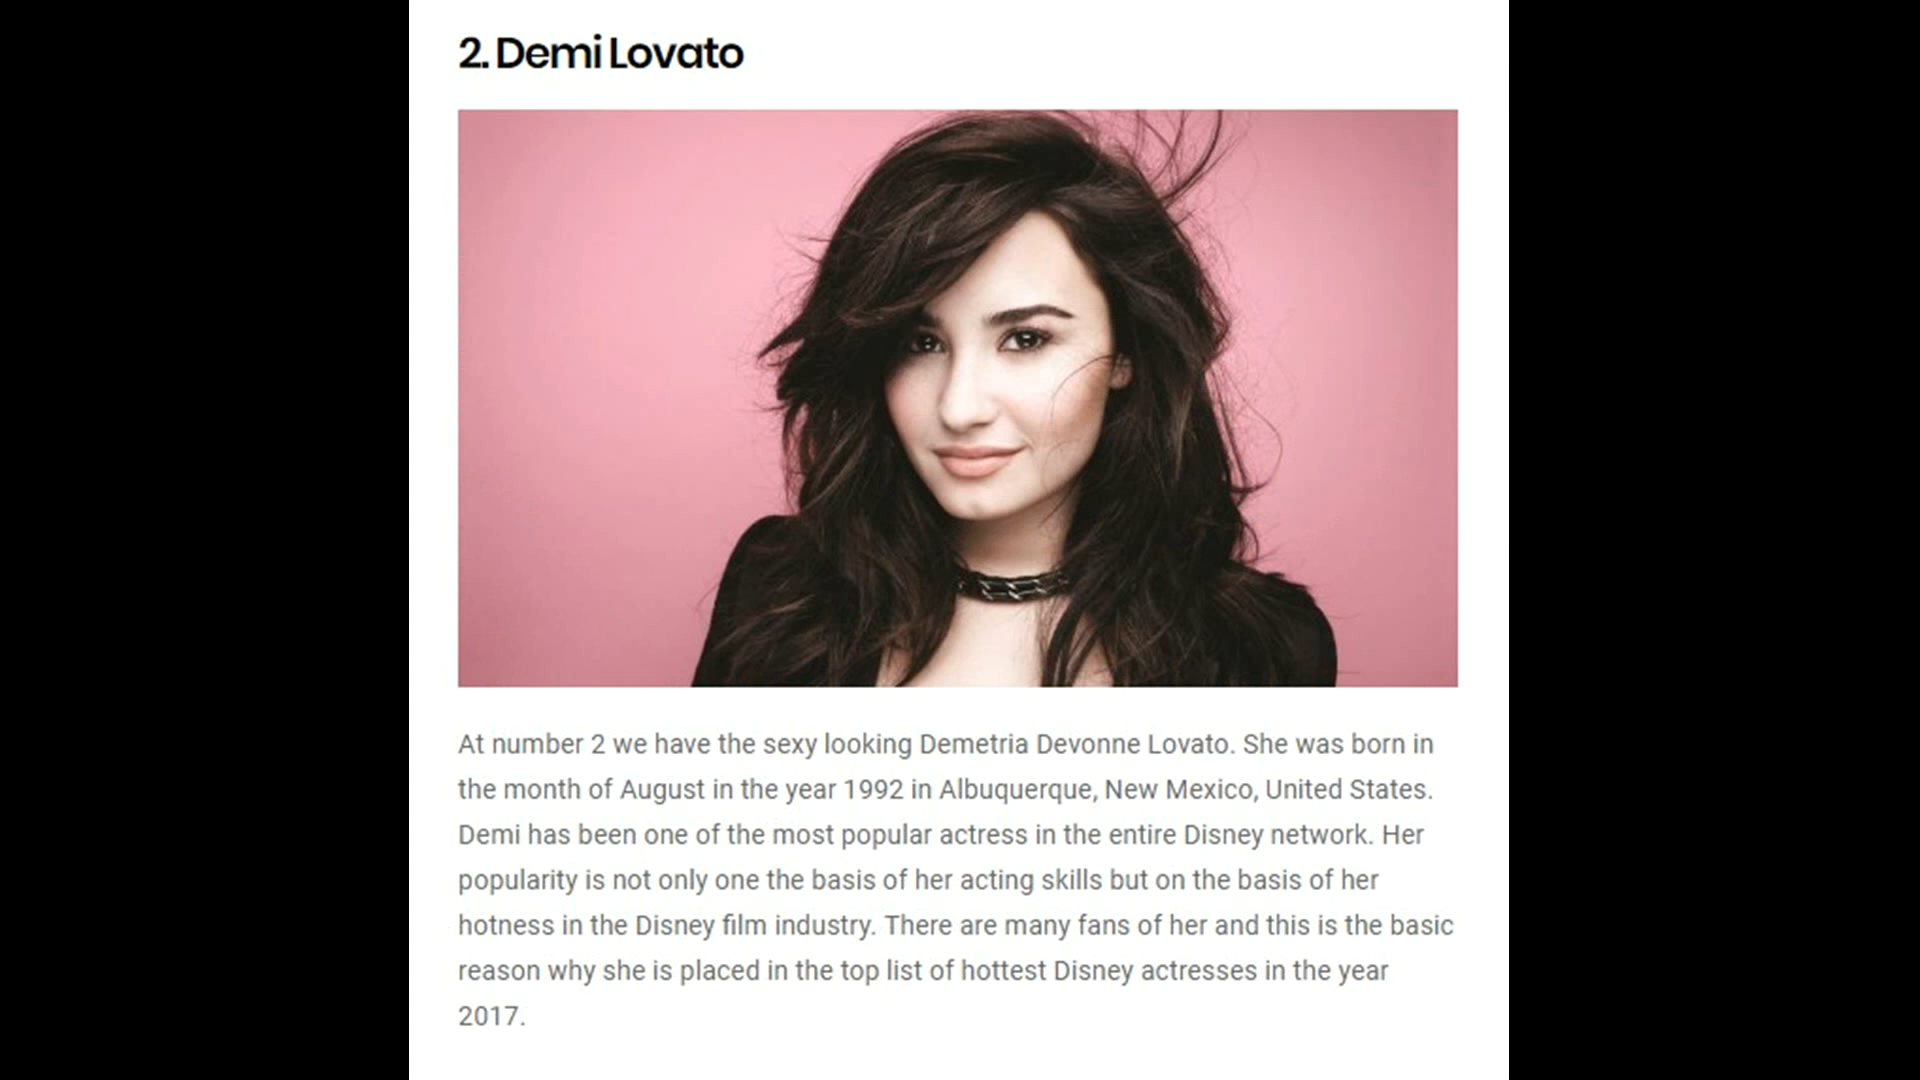 2. Demi Lovato
At number 2 we have the sexy looking Demetria Devonne Lovato. She was born in
the month of August in the year 1992 in Albuquerque, New Mexico, United States.
Demi has been one of the most popular actress in the entire Disney network. Her
popularity is not only one the basis of her acting skills but on the basis of her
hotness in the Disney film industry. There are many fans of her and this is the basic
reason why she is placed in the top list of hottest Disney actresses in the year
2017.